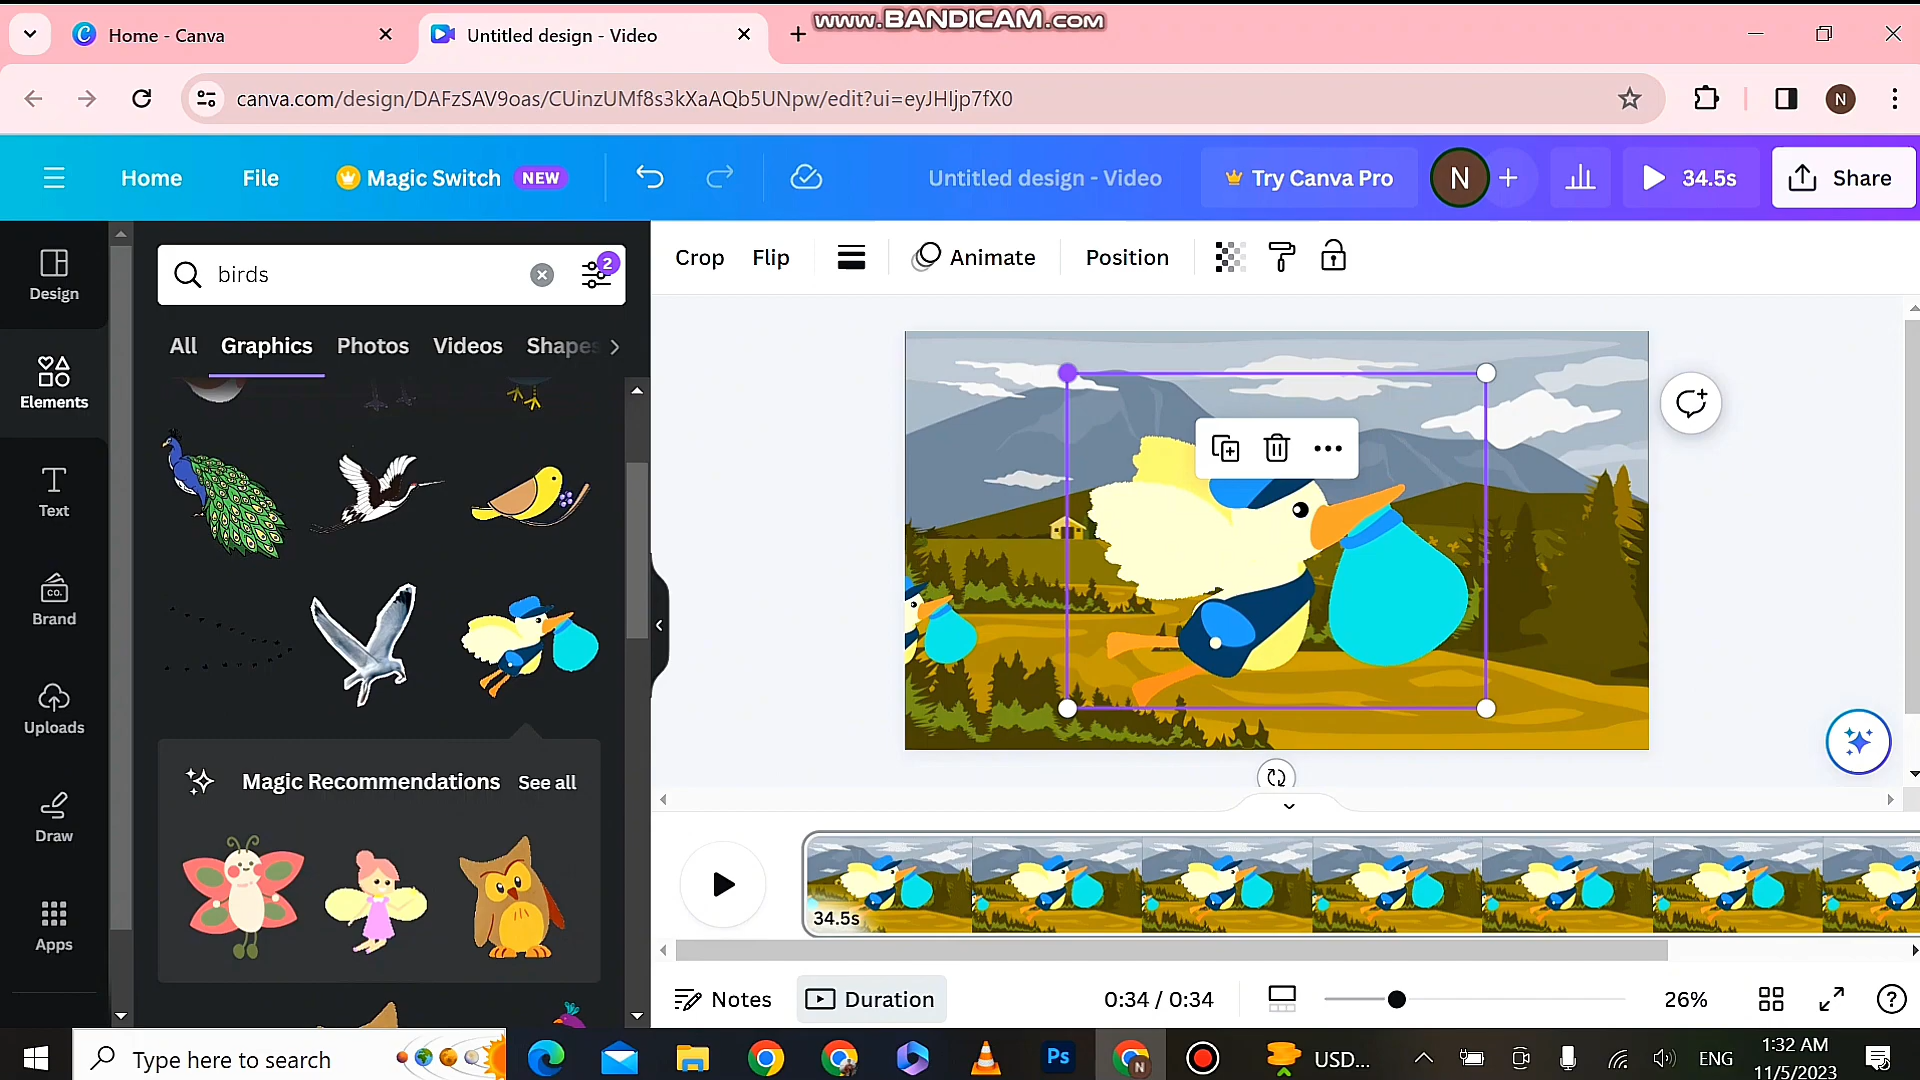 www.BANDICAM.com
Home - Canva
Untitled design - Video
canva.com/design/DAFzSAV9oas/CUinzUMf8s3kXaAQb5UNpw/edit?ui=eyJHIjp7fX0
N
Home
File
Magic Switch
NEW
Untitled design - Video
Try Canva Pro
N
34.5s
Share
Design
Elements
Text
Brand
Uploads
Draw
Apps
CO.
birds
2
All
Graphics
Photos
Videos
Shapes
Magic Recommendations
See all
Crop
Flip
Animate
Position
34.5s
Notes
Duration
0:34 / 0:34
26%
Type here to search
Ps
N
USD...
ENG
1:32 AM
11/5/2023